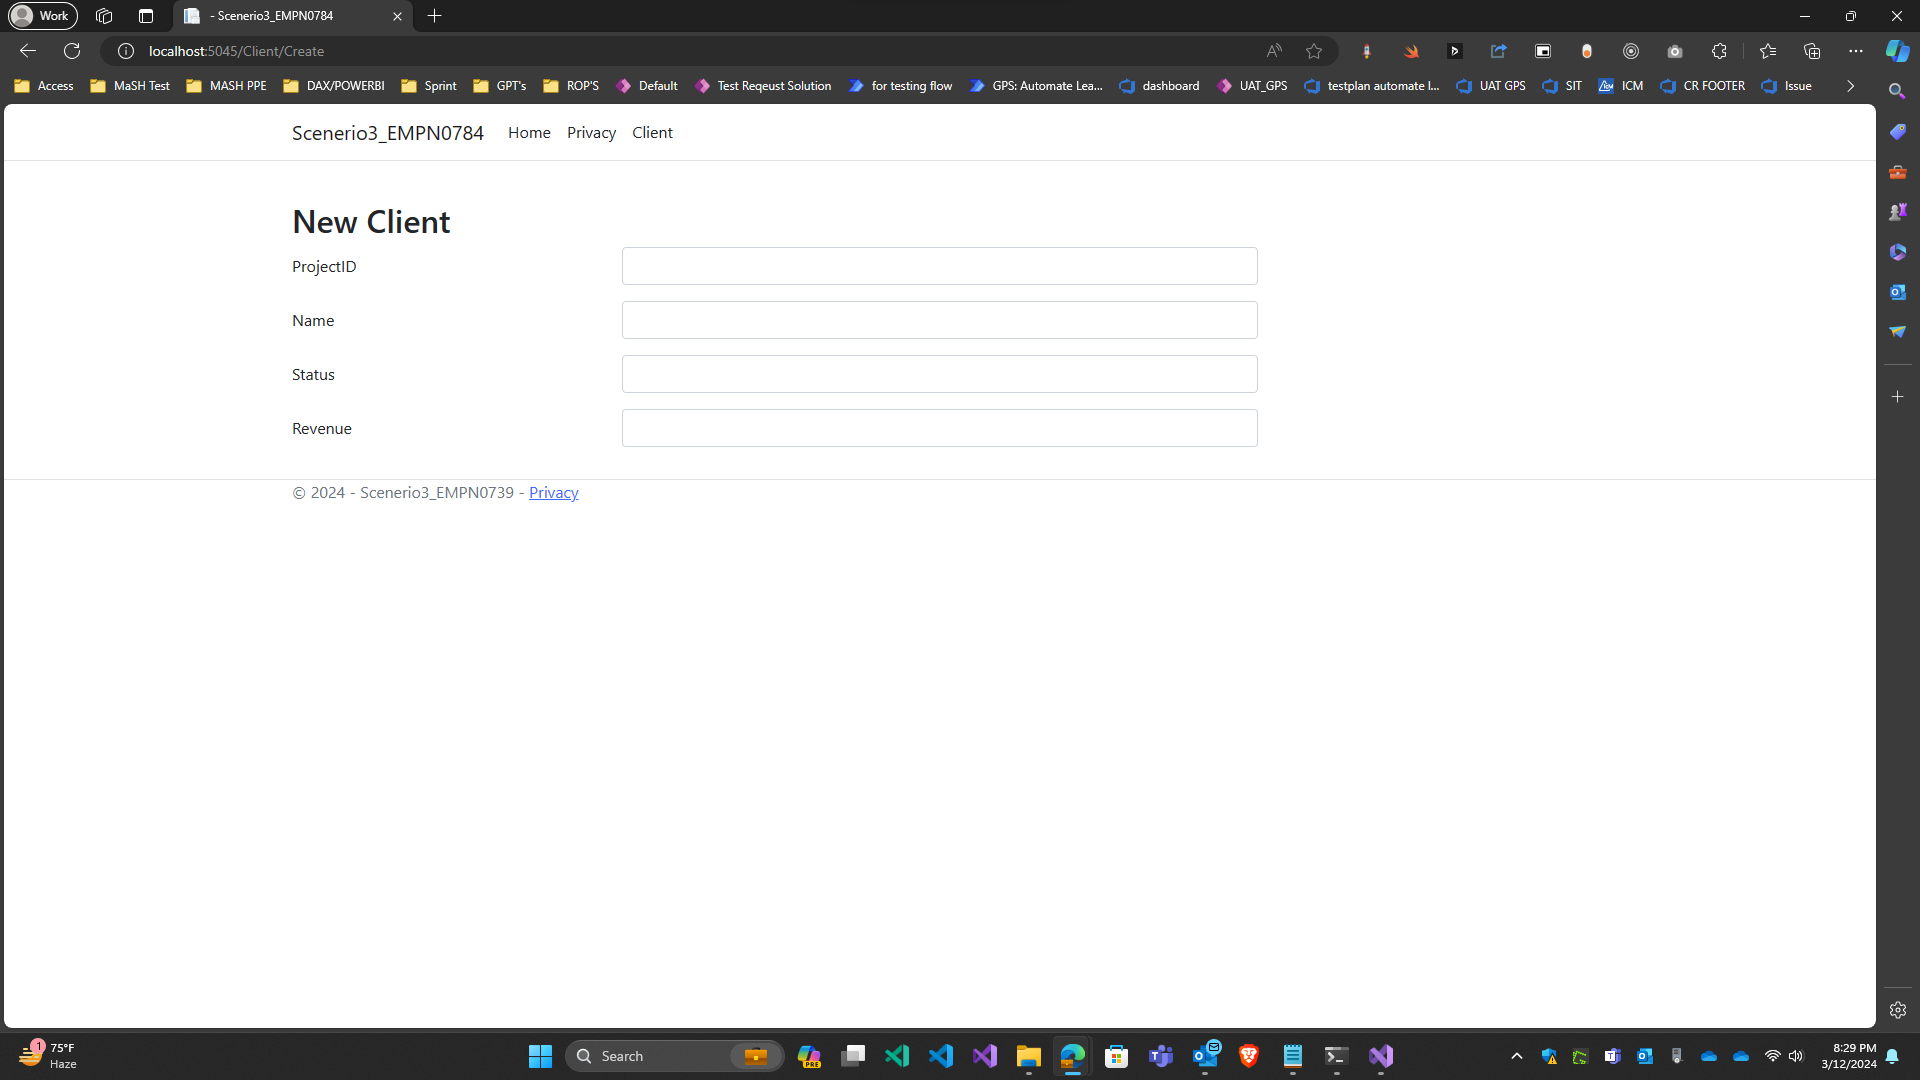 Work
- Scenerio3_EMPN0784
localhost:5045/Client/Create
Access
MaSH Test
MASH PPE
DAX/POWERBI
Sprint
GPT's
ROP'S
Default
Test Reqeust Solution
for testing flow
GPS: Automate Lea...
dashboard
UAT_GPS
testplan automate l...
UAT GPS
SIT
ICM
CR FOOTER
Issue
Scenerio3_EMPN0784
Home
Privacy
Client
New Client
ProjectID
Name
Status
Revenue
© 2024 - Scenerio3_EMPN0739 - Privacy
1
75°F
Haze
Search
PRE
8:29 PM
3/12/2024